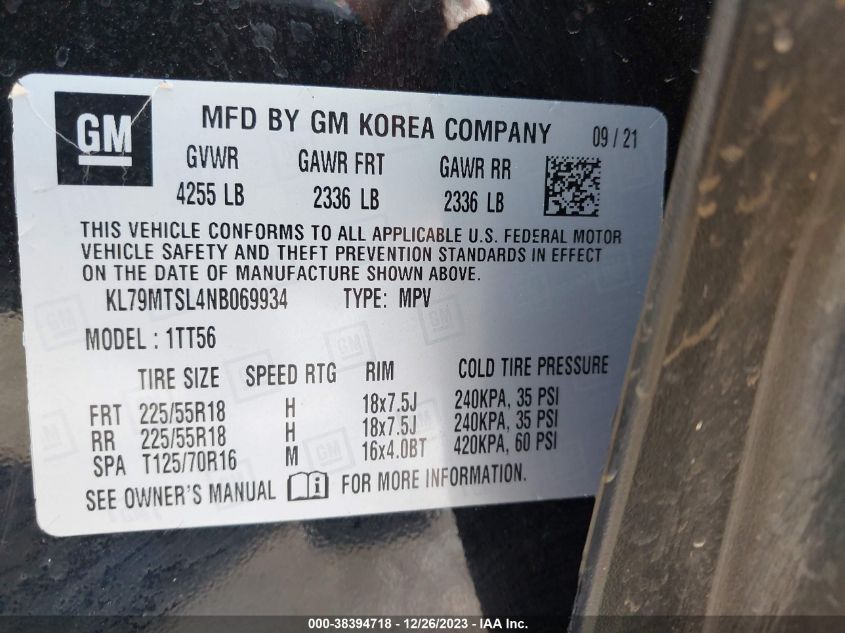 GM
MFD BY GM KOREA COMPANY 09/21
GVWR GAWR FRT GAWR RR
4255 LB 2336 LB 2336 LB
THIS VEHICLE CONFORMS TO ALL APPLICABLE U.S. FEDERAL MOTOR
VEHICLE SAFETY AND THEFT PREVENTION STANDARDS IN EFFECT
ON THE DATE OF MANUFACTURE SHOWN ABOVE.
KL79MTSL4NB069934 TYPE: MPV
MODEL: 1TT56
TIRE SIZE SPEED RTG RIM COLD TIRE PRESSURE
FRT 225/55R18 H 18x7.5J 240KPA, 35 PSI
RR 225/55R18 H 18x7.5J 240KPA, 35 PSI
SPA T125/70R16 M 16x4.0BT 420KPA, 60 PSI
SEE OWNER'S MANUAL i FOR MORE INFORMATION.
000-38394718 - 12/26/2023 - IAA Inc.